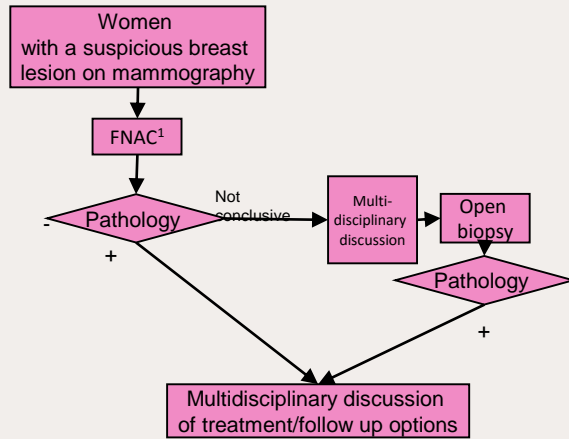 Women
with a suspicious breast
lesion on mammography
FNAC1
Pathology
Not
conclusive
-
+
Multi-
disciplinary
discussion
Open
biopsy
Pathology
+
Multidisciplinary discussion
of treatment/follow up options